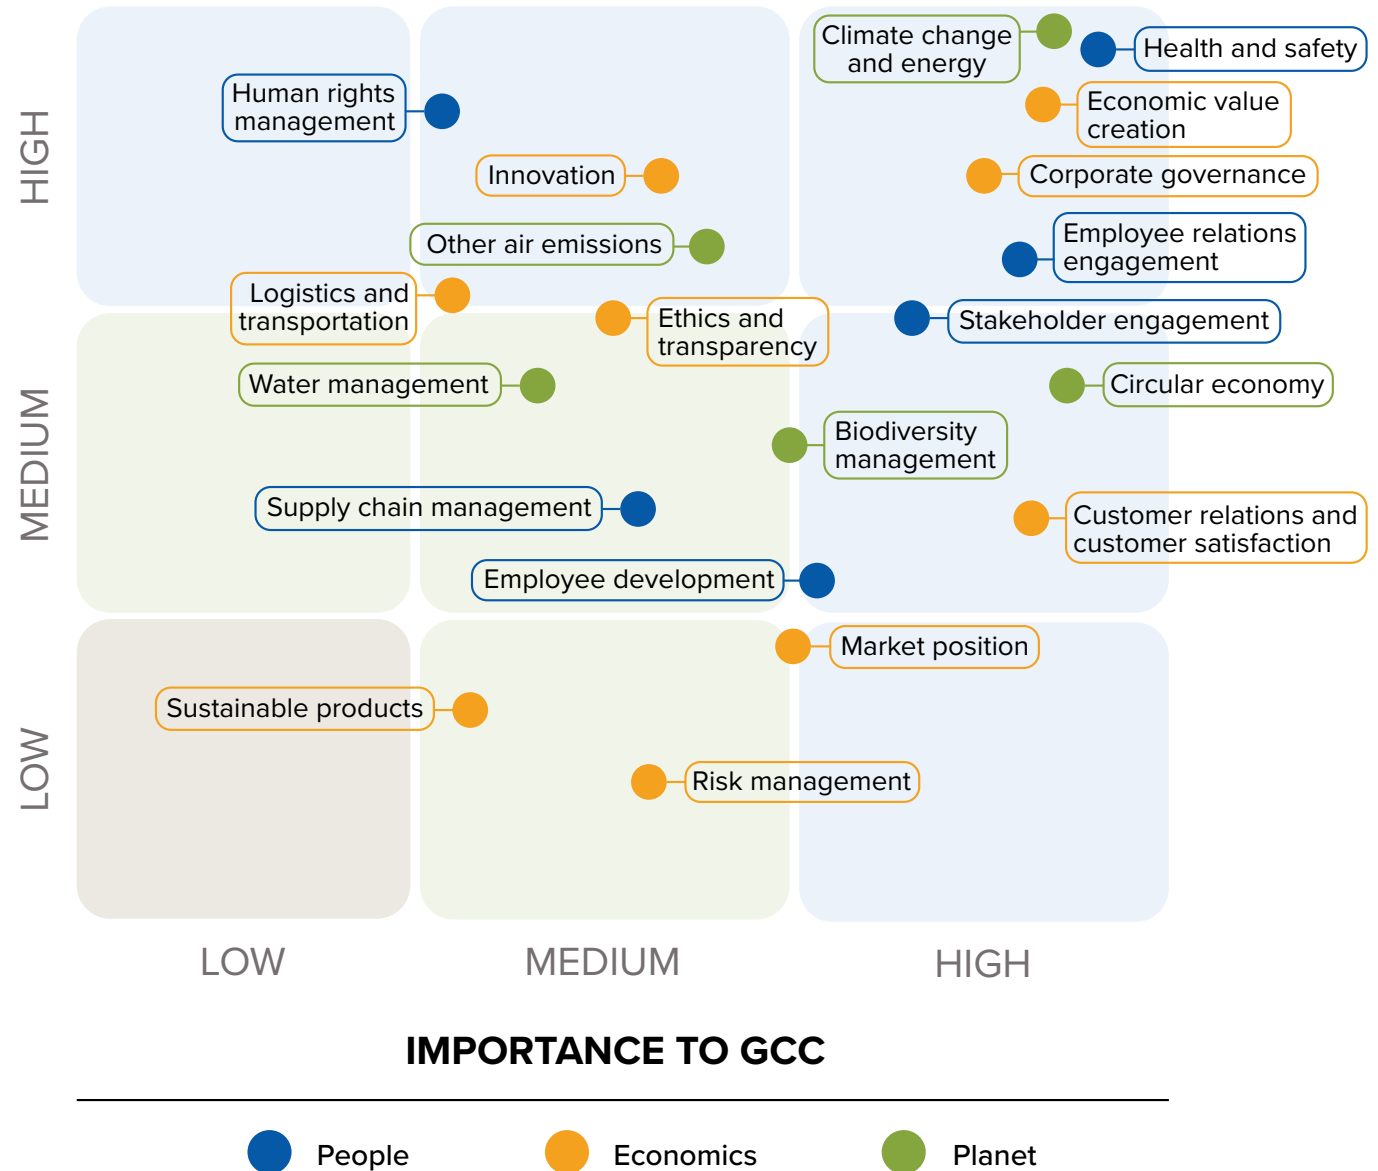 HIGH
MEDIUM
LOW
Climate change
and energy
Health and safety
Human rights
management
Economic value
creation
Innovation
Corporate governance
Other air emissions
Employee relations
engagement
Logistics and
transportation
Ethics and
transparency
Stakeholder engagement
Water management
Circular economy
Biodiversity
management
Supply chain management
Customer relations and
customer satisfaction
Employee development
Market position
Sustainable products
Risk management
LOW
MEDIUM
HIGH
IMPORTANCE TO GCC
People
Economics
Planet